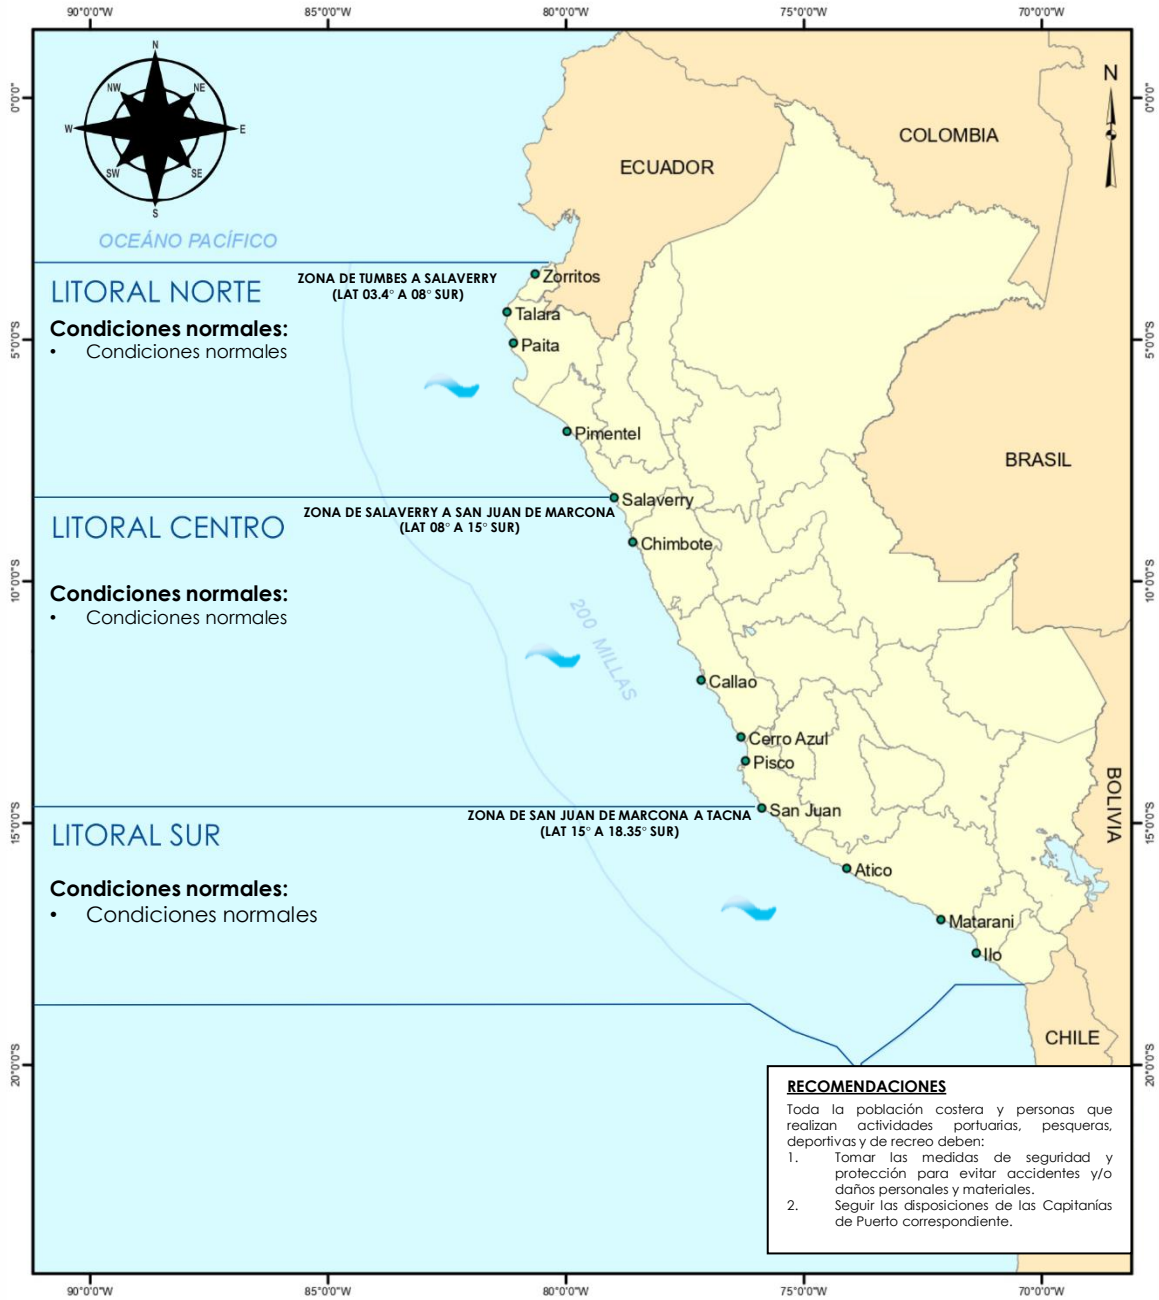 90°0'0"W 85°0'0"W 80°0'0"W 75°0'0"W 70°0'0"W
N
NW NE
W E
SW SE
S
N
0°0'0"
0°0'0"
COLOMBIA
ECUADOR
OCEÁNO PACÍFICO
LITORAL NORTE
ZONA DE TUMBES A SALAVERRY
(LAT 03.4° A 08° SUR)
Condiciones normales:
• Condiciones normales
Zorritos
Talara
Paita
5°0'0"S
5°0'0"S
Pimentel
BRASIL
Salaverry
LITORAL CENTRO
ZONA DE SALAVERRY A SAN JUAN DE MARCONA
(LAT 08° A 15° SUR)
Chimbote
Condiciones normales:
• Condiciones normales
10°0'0"S
10°0'0"S
200 MILLAS
Callao
Cerro Azul
Pisco
BOLIVIA
San Juan
LITORAL SUR
ZONA DE SAN JUAN DE MARCONA A TACNA
(LAT 15° A 18.35° SUR)
15°0'0"S
15°0'0"S
Condiciones normales:
• Condiciones normales
Atico
Matarani
Ilo
CHILE
20°0'0"S
20°0'0"S
RECOMENDACIONES
Toda la población costera y personas que
realizan actividades portuarias, pesqueras,
deportivas y de recreo deben:
1. Tomar las medidas de seguridad y
protección para evitar accidentes y/o
daños personales y materiales.
2. Seguir las disposiciones de las Capitanías
de Puerto correspondiente.
90°0'0"W 85°0'0"W 80°0'0"W 75°0'0"W 70°0'0"W